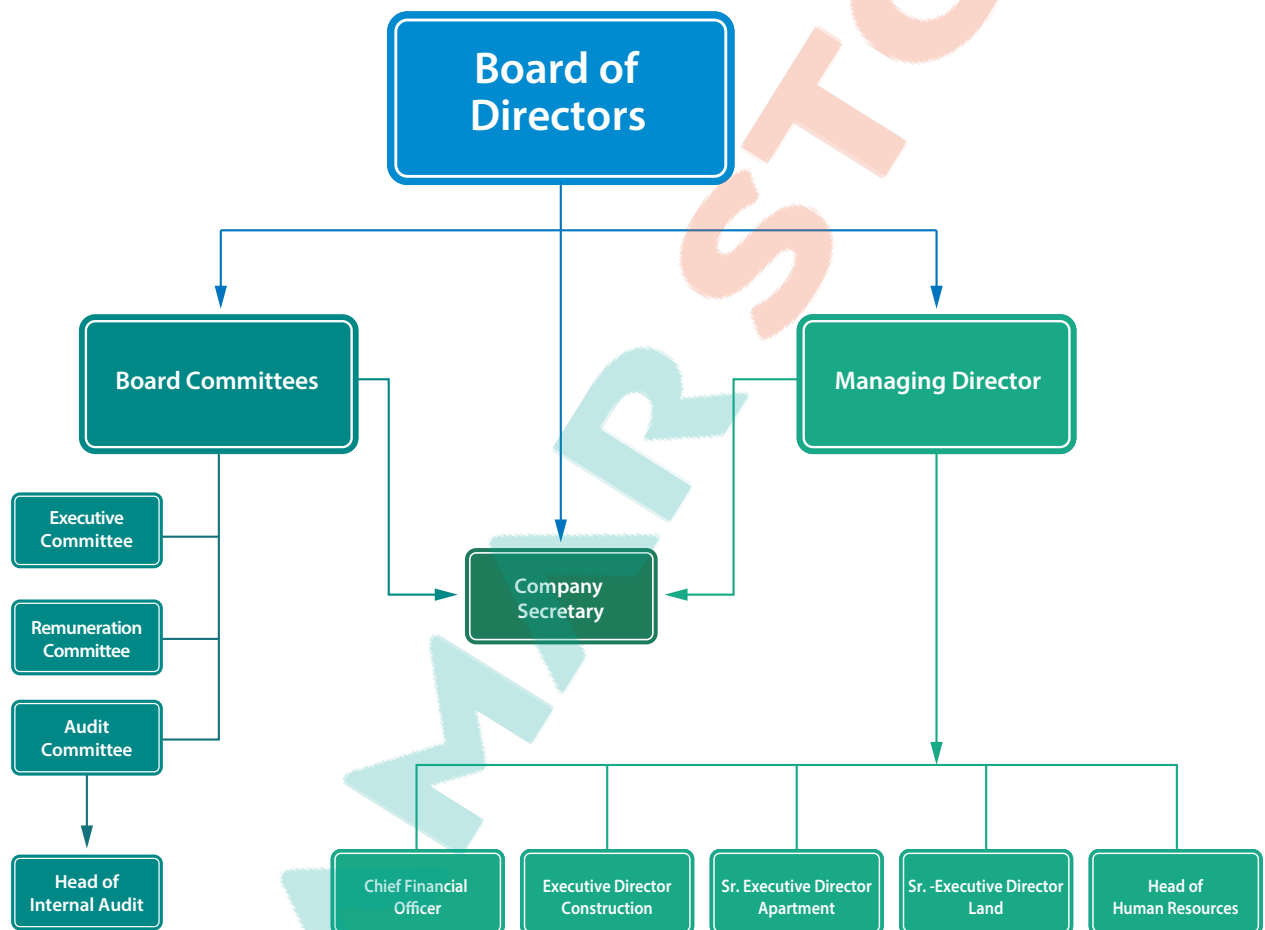 Board of
Directors
Board Committees
Managing Director
Executive
Committee
Company
Secretary
Remuneration
Committee
Audit
Committee
Head of
Internal Audit
Chief Financial
Officer
Executive Director
Construction
Sr. Executive Director
Apartment
Sr. -Executive Director
Land
Head of
Human Resources